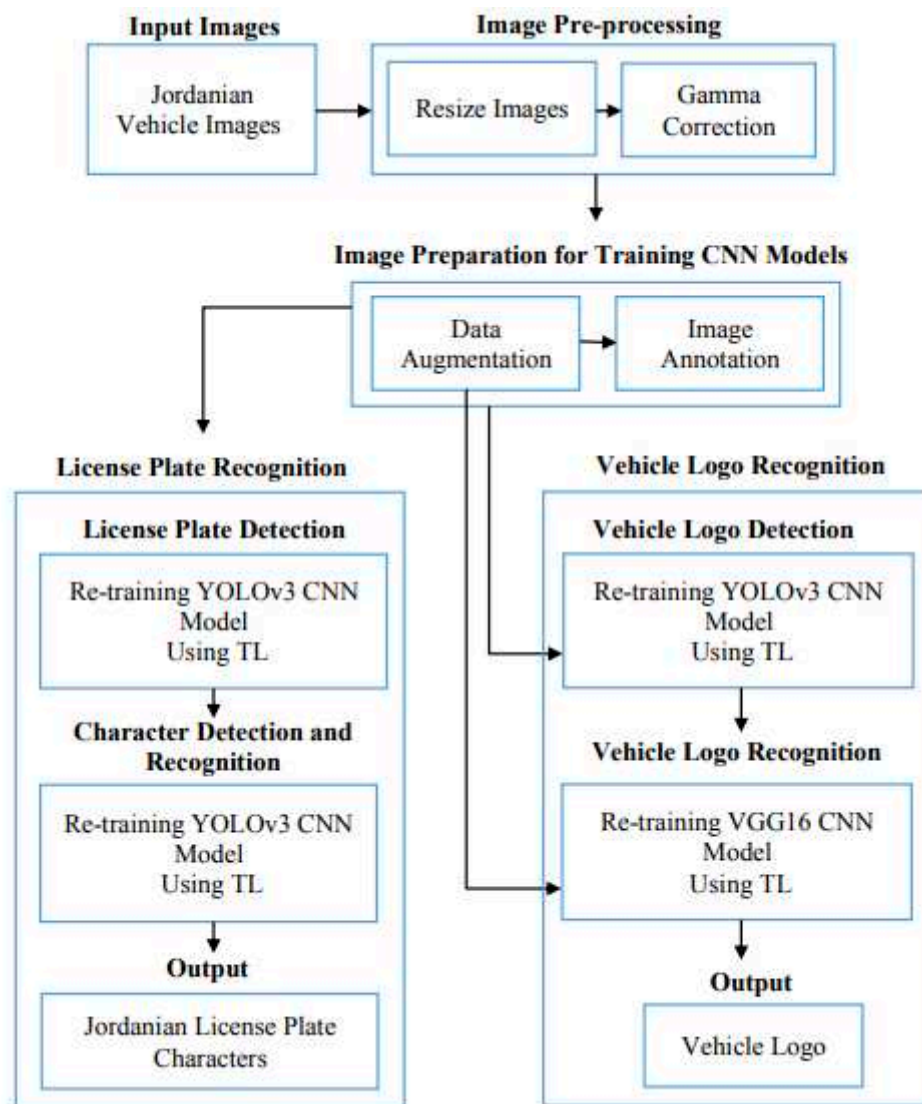 Input Images
Image Pre-processing
Jordanian
Vehicle Images
Resize Images
Gamma
Correction
Image Preparation for Training CNN Models
Data
Augmentation
Image
Annotation
License Plate Recognition
License Plate Detection
Re-training YOLOv3 CNN
Model
Using TL
Character Detection and
Recognition
Re-training YOLOv3 CNN
Model
Using TL
Output
Jordanian License Plate
Characters
Vehicle Logo Recognition
Vehicle Logo Detection
Re-training YOLOv3 CNN
Model
Using TL
Vehicle Logo Recognition
Re-training VGG16 CNN
Model
Using TL
Output
Vehicle Logo